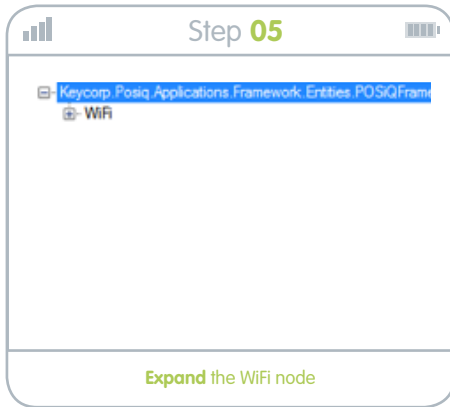 Step 05
Keycorp.Posiq.Applications.Framework.Entities.POSiQFrame
WiFi
Expand the WiFi node